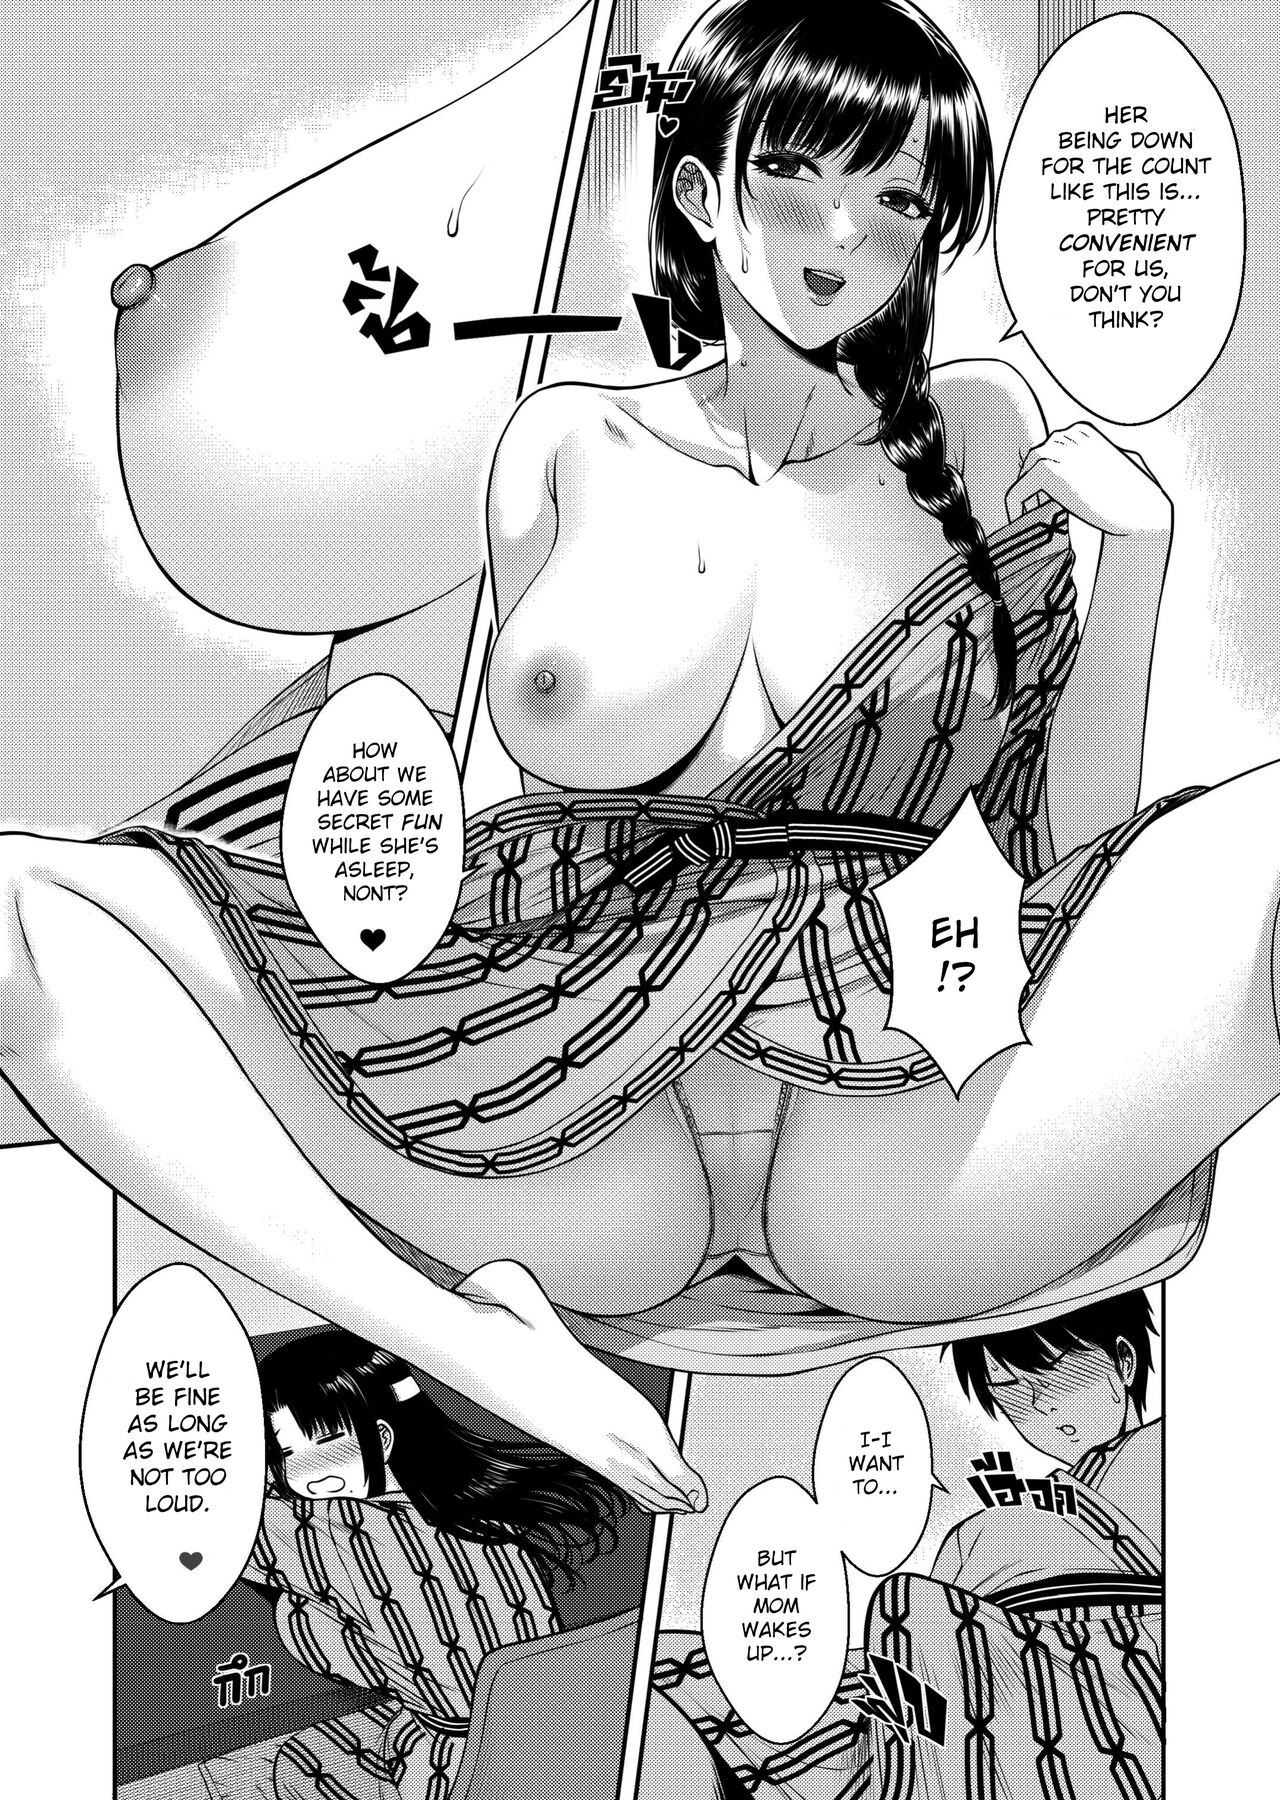 HER
BEING DOWN
FOR THE COUNT
LIKE THIS IS...
PRETTY
CONVENIENT
FOR US,
DON'T YOU
THINK?
HOW
ABOUT WE
HAVE SOME
SECRET FUN
WHILE SHE'S
ASLEEP,
NONT?
EH
!?
I-I
WANT
TO...
BUT
WHAT IF
MOM
WAKES
UP...?
WE'LL
BE FINE
AS LONG
AS WE'RE
NOT TOO
LOUD.
กึก